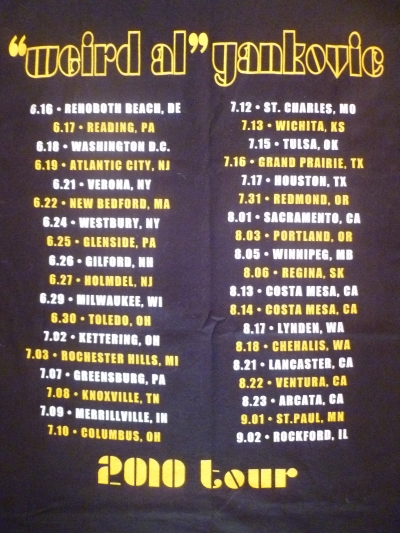 “weird al” yankovic
6.16 • REHOBOTH BEACH, DE
6.17 • READING, PA
6.18 • WASHINGTON D.C.
6.19 • ATLANTIC CITY, NJ
6.21 • VERONA, NY
6.22 • NEW BEDFORD, MA
6.24 • WESTBURY, NY
6.25 • GLENSIDE, PA
6.26 • GILFORD, NH
6.27 • HOLMDEL, NJ
6.29 • MILWAUKEE, WI
6.30 • TOLEDO, OH
7.02 • KETTERING, OH
7.03 • ROCHESTER HILLS, MI
7.07 • GREENSBURG, PA
7.08 • KNOXVILLE, TN
7.09 • MERRILLVILLE, IN
7.10 • COLUMBUS, OH
7.12 • ST. CHARLES, MO
7.13 • WICHITA, KS
7.15 • TULSA, OK
7.16 • GRAND PRAIRIE, TX
7.17 • HOUSTON, TX
7.31 • REDMOND, OR
8.01 • SACRAMENTO, CA
8.03 • PORTLAND, OR
8.05 • WINNIPEG, MB
8.06 • REGINA, SK
8.13 • COSTA MESA, CA
8.14 • COSTA MESA, CA
8.17 • LYNDEN, WA
8.18 • CHEHALIS, WA
8.21 • LANCASTER, CA
8.22 • VENTURA, CA
8.23 • ARCATA, CA
9.01 • ST.PAUL, MN
9.02 • ROCKFORD, IL
2010 tour